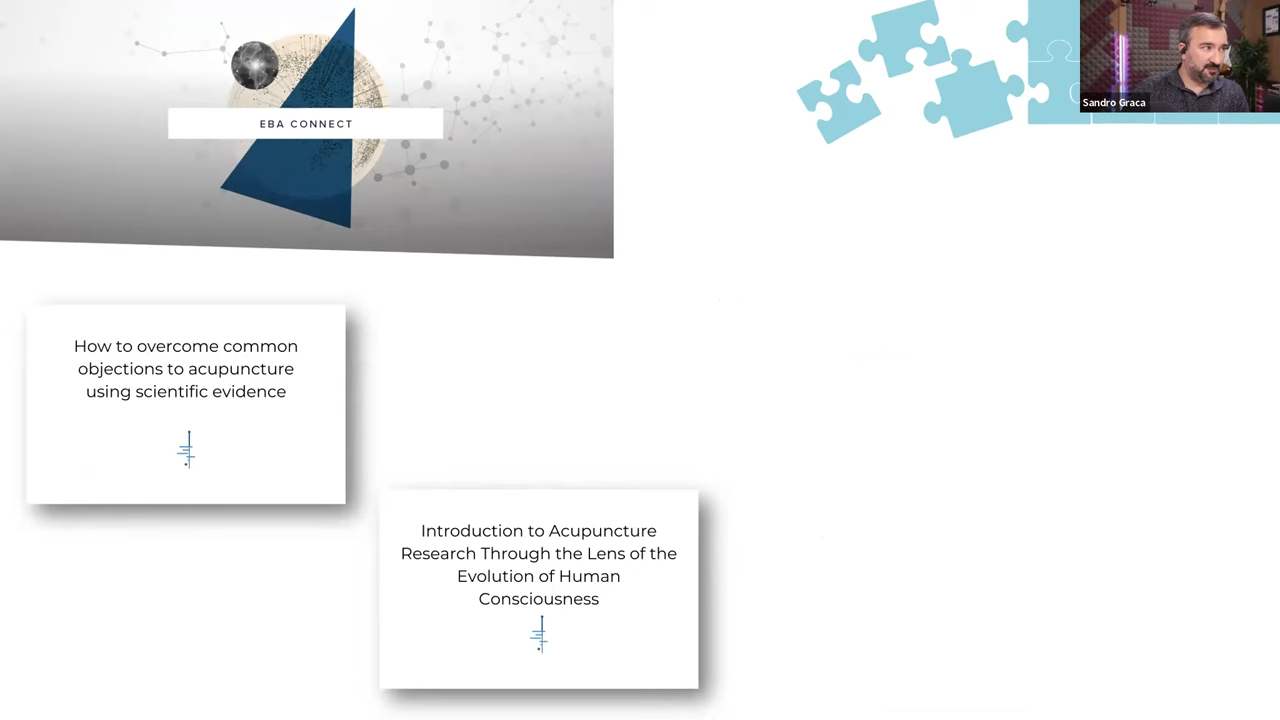 EBA CONNECT
Sandro Graca
How to overcome common
objections to acupuncture
using scientific evidence
Introduction to Acupuncture
Research Through the Lens of the
Evolution of Human
Consciousness